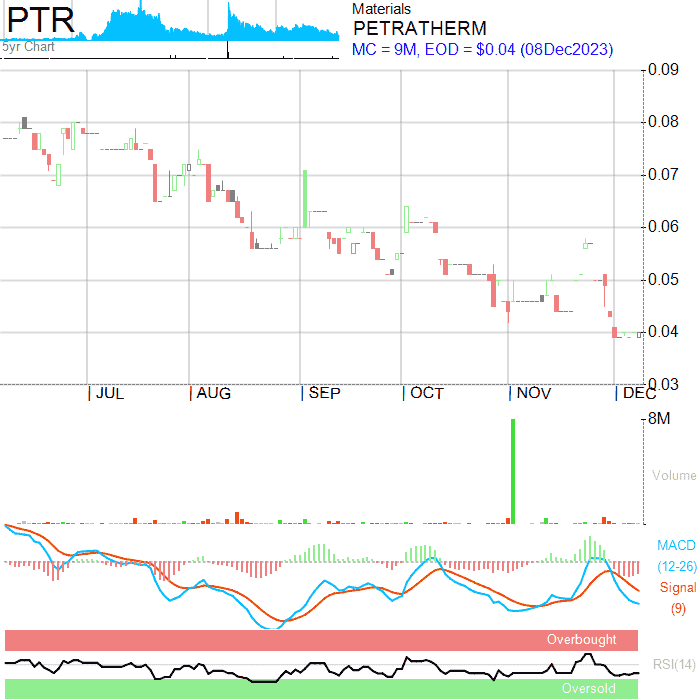 PTR
5yr Chart
Materials
PETRATHERM
MC = 9M, EOD = $0.04 (08Dec2023)
0.09
0.08
0.07
0.06
0.05
0.04
0.03
JUL AUG SEP OCT NOV DEC
8M
Volume
MACD
(12-26)
Signal
(9)
Overbought
RSI(14)
Oversold